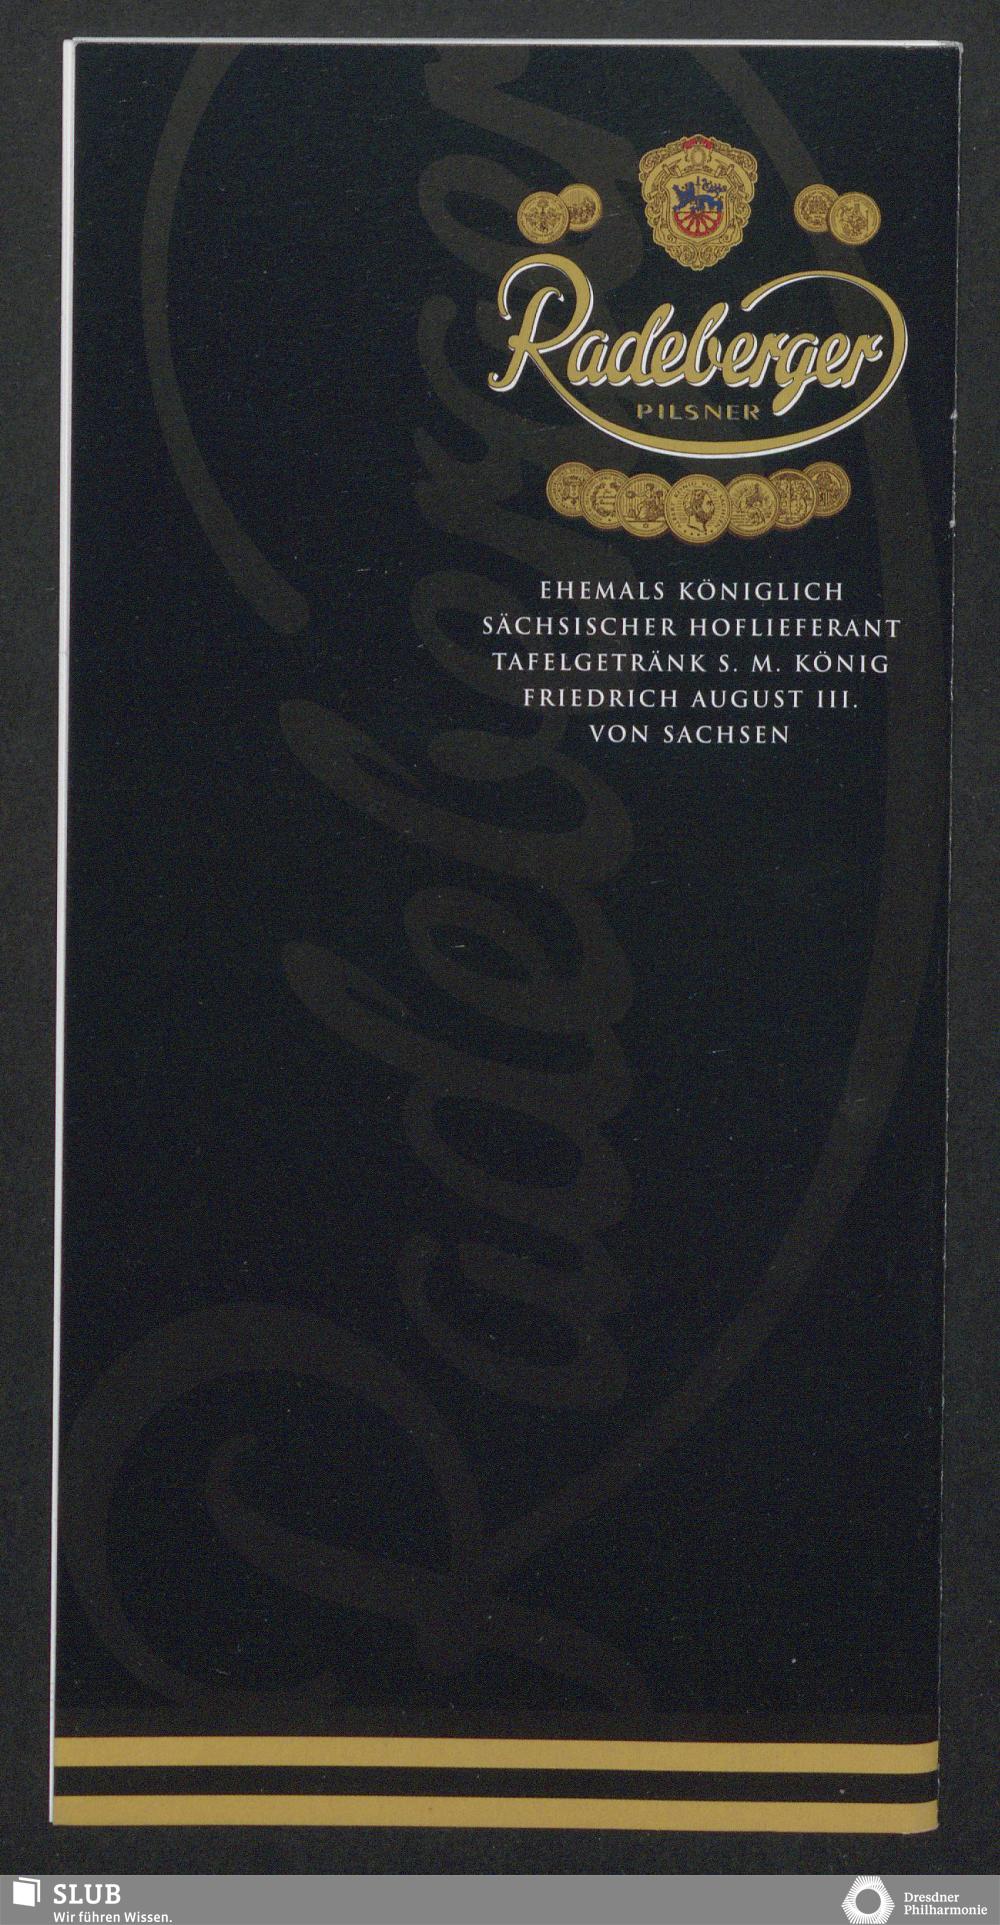 Radeberger
PILSNER
EHEMALS KÖNIGLICH
SÄCHSISCHER HOFLIEFERANT
TAFELGETRÄNK S. M. KÖNIG
FRIEDRICH AUGUST III.
VON SACHSEN
Radeberger
SLUB
Wir führen Wissen.
Dresdner
Philharmonie